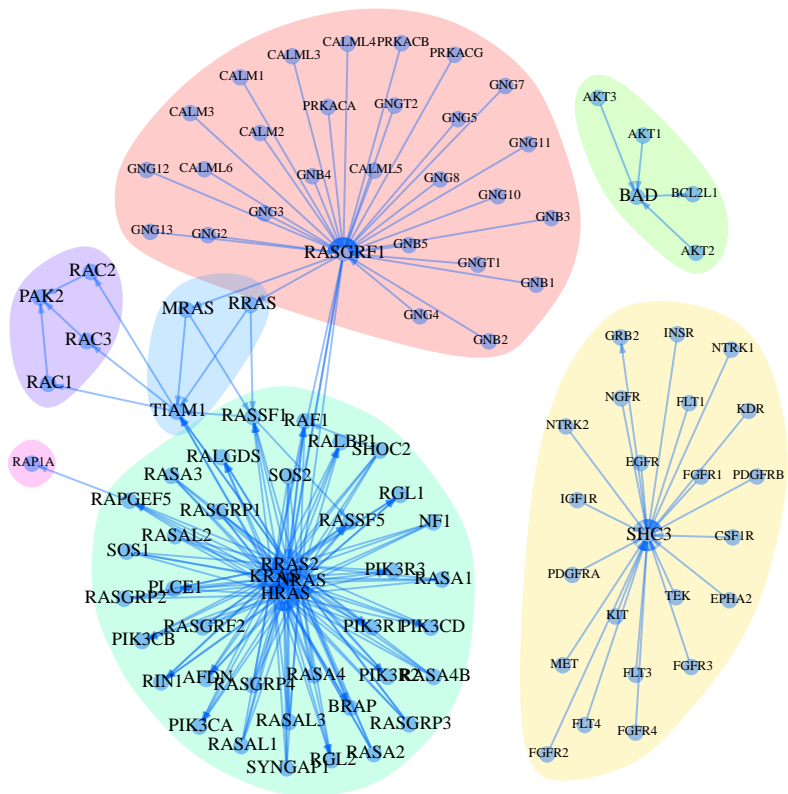 CALML4
PRKACB
CALML3
PRKACG
CALM1
GNG7
AKT3
PRKACA
GNGT2
CALM3
GNG5
CALM2
AKT1
GNG11
GNG12
CALML6
GNB4
CALML5
GNG8
BAD
BCL2L1
GNG10
GNG3
GNB3
GNG13
GNG2
RASGRF1
GNB5
AKT2
GNGT1
RAC2
PAK2
GNB1
MRAS
RRAS
GNG4
RAC3
GNB2
GRB2
INSR
NTRK1
RAC1
NGFR
FLT1
KDR
TIAM1
RASSF1
RAF1
NTRK2
RALBP1
SHOC2
RALGDS
RAP1A
EGFR
RASA3
SOS2
FGFR1
PDGFRB
RAPGEF5
RGL1
IGF1R
RASGRP1
RASSF5
NF1
RASAL2
SHC3
CSF1R
SOS1
RRAS2
KRAS
NRAS
PIK3R3
RASA1
PDGFRA
PLCE1
HRAS
RASGRP2
TEK
EPHA2
KIT
RASGRF2
PIK3R1
PIK3CD
PIK3CB
MET
FLT3
FGFR3
RIN1
AFDN
RASGRP4
RASA4
PIK3R2
RASA4B
BRAP
PIK3CA
RASAL3
RASGRP3
FLT4
FGFR4
RASAL1
RASA2
FGFR2
SYNGAP1
RGL2